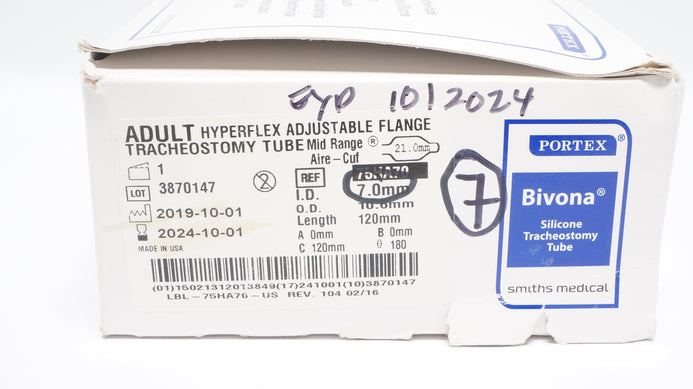 PORTEX
Exp 10/2024
ADULT HYPERFLEX ADJUSTABLE FLANGE
TRACHEOSTOMY TUBE Mid Range ®
Aire-Cuf
21.0mm
1
REF 75HA70
LOT 3870147
I.D. 7.0mm
O.D. 10.0mm
2019-10-01
Length 120mm
2024-10-01
A 0mm B 0mm
MADE IN USA
C 120mm θ 180
(01)15021312013849(17)241001(10)3870147
LBL-75HA70-US REV. 104 02/16
7
PORTEX
Bivona®
Silicone
Tracheostomy
Tube
smiths medical